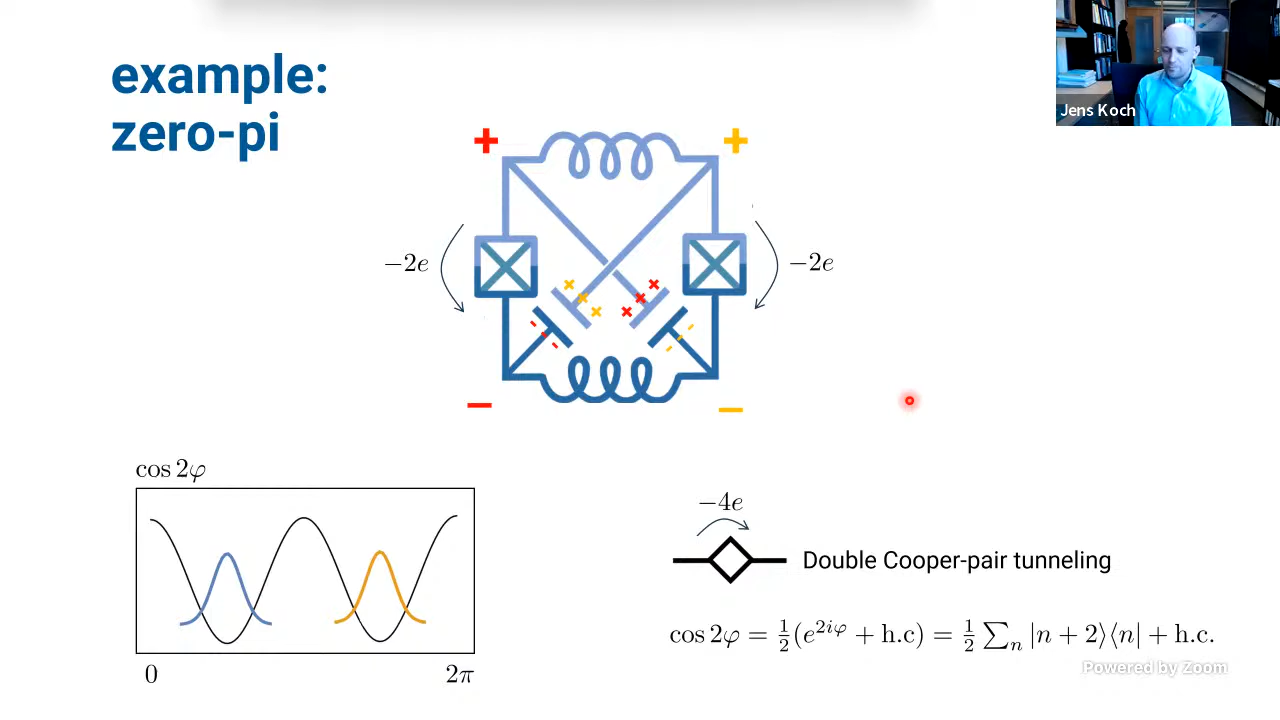 example:
zero-pi
Jens Koch
+ +
−2e −2e
− −
cos 2φ
0 2π
−4e
Double Cooper-pair tunneling
cos 2φ = ½(e^{2iφ} + h.c) = ½ ∑ₙ |n + 2⟩⟨n| + h.c.
Powered by Zoom